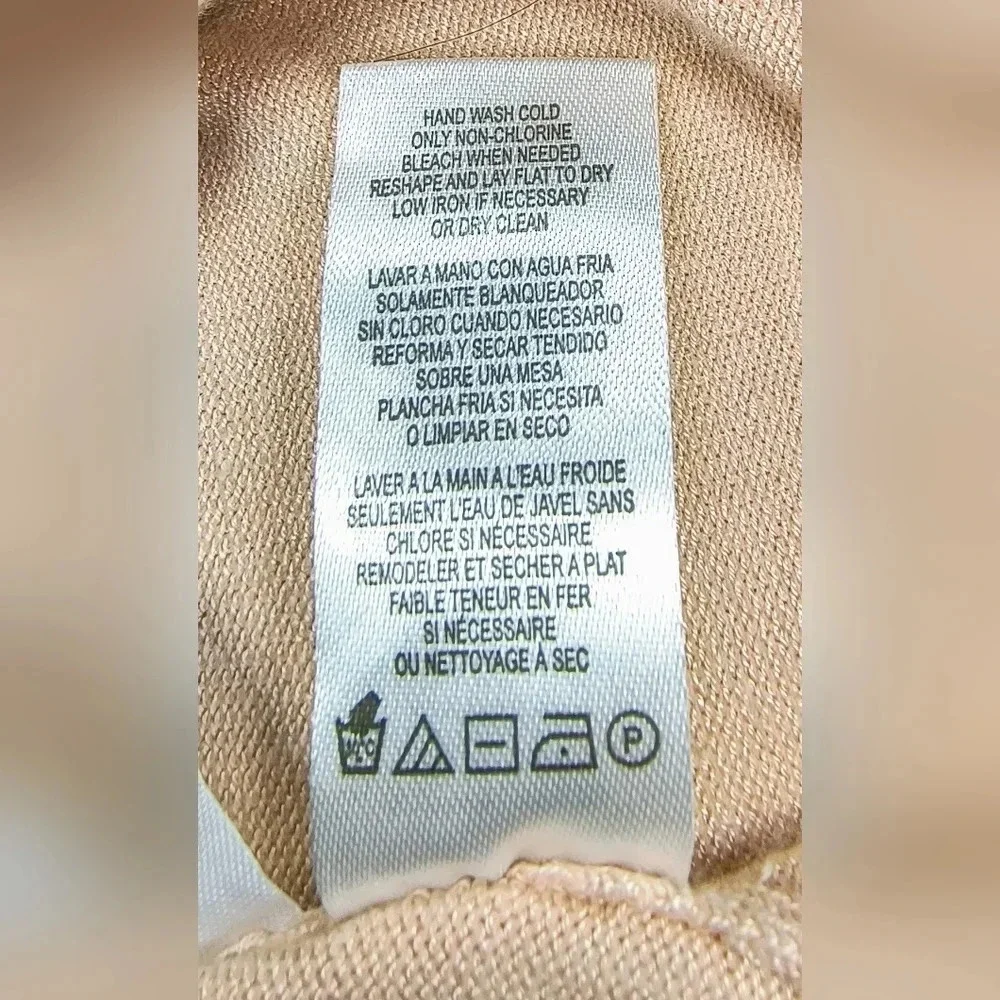 HAND WASH COLD
ONLY NON-CHLORINE
BLEACH WHEN NEEDED
RESHAPE AND LAY FLAT TO DRY
LOW IRON IF NECESSARY
OR DRY CLEAN
LAVAR A MANO CON AGUA FRIA
SOLAMENTE BLANQUEADOR
SIN CLORO CUANDO NECESARIO
REFORMA Y SECAR TENDIDO
SOBRE UNA MESA
PLANCHA FRIA SI NECESITA
O LIMPIAR EN SECO
LAVER A LA MAIN A L'EAU FROIDE
SEULEMENT L'EAU DE JAVEL SANS
CHLORE SI NÉCESSAIRE
REMODELER ET SECHER A PLAT
FAIBLE TENEUR EN FER
SI NÉCESSAIRE
OU NETTOYAGE À SEC
P